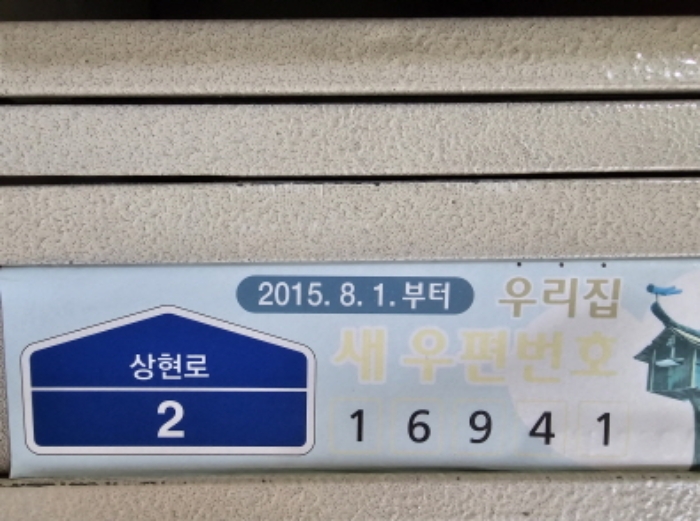 2015. 8. 1. 부터 우리집
새 우편번호
상현로
2
1 6 9 4 1